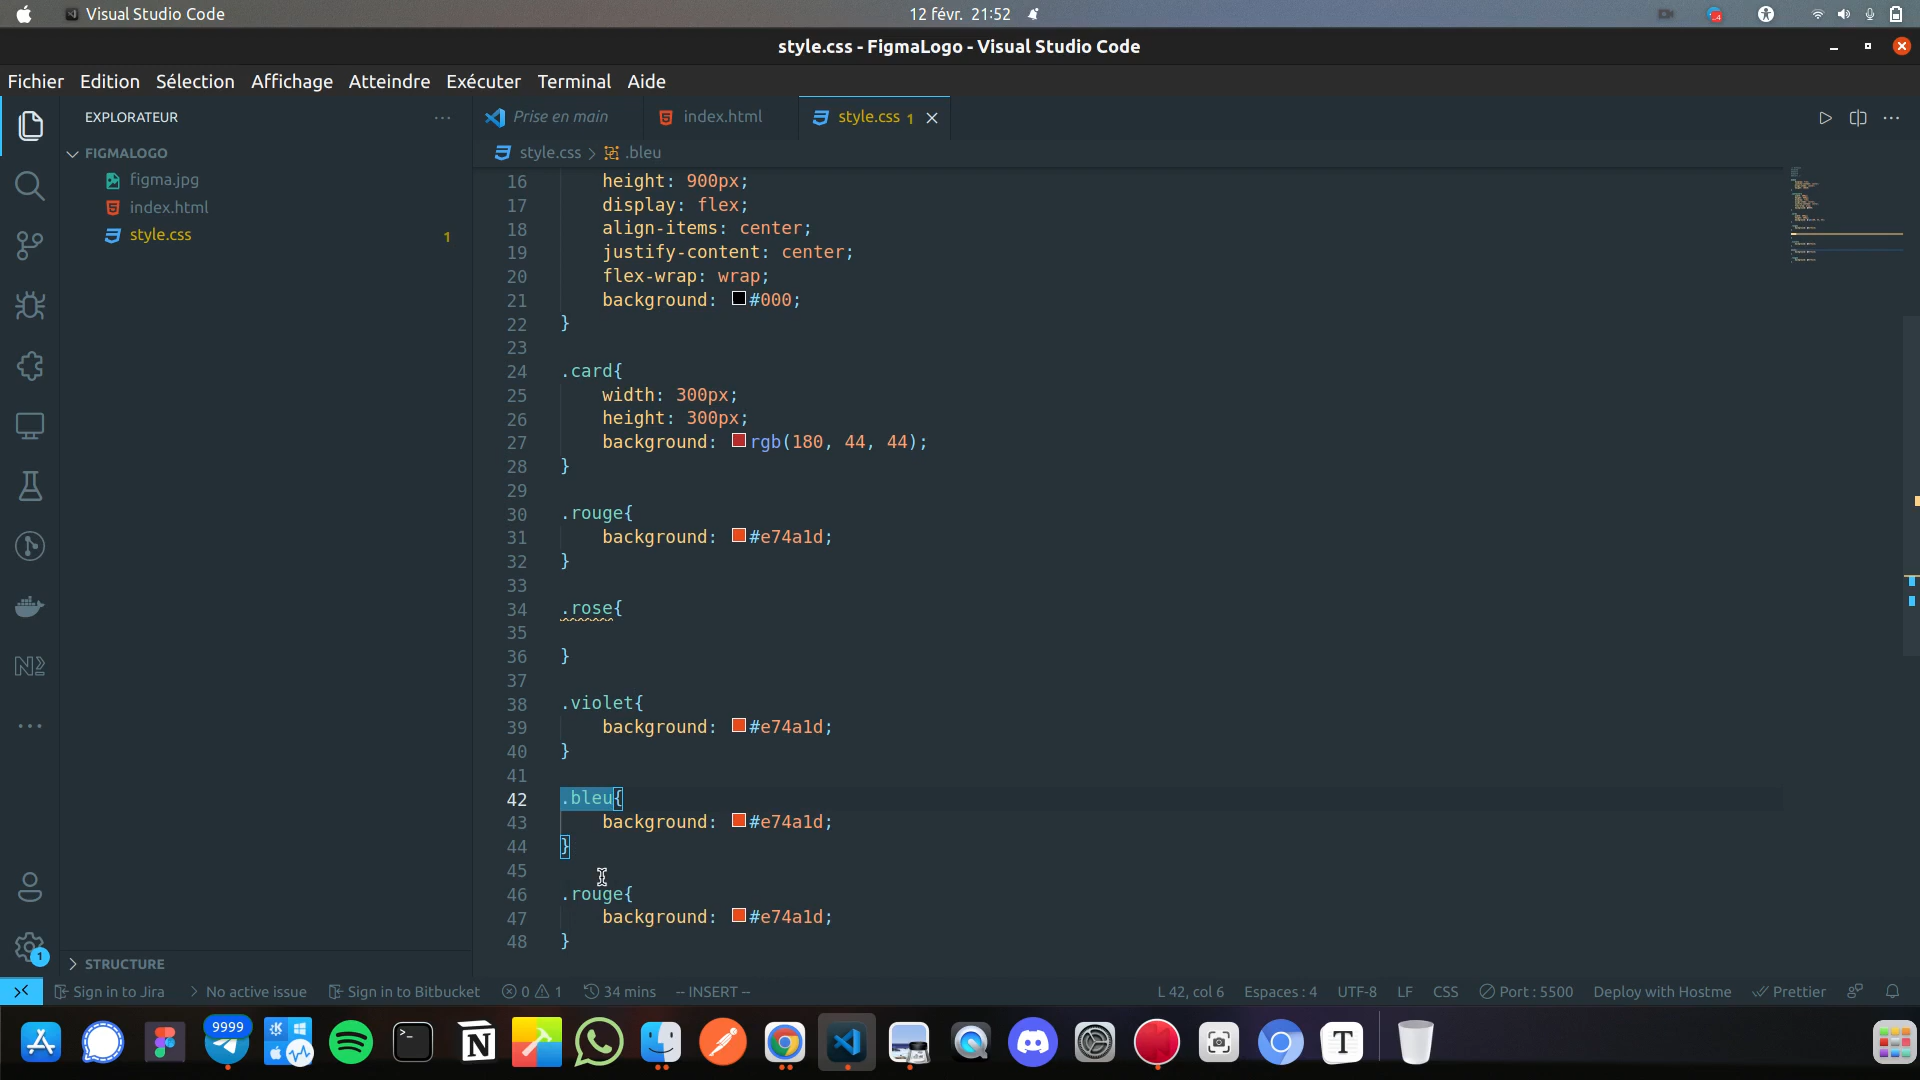 Visual Studio Code
12 févr. 21:52
style.css - FigmaLogo - Visual Studio Code
Fichier Edition Sélection Affichage Atteindre Exécuter Terminal Aide
EXPLORATEUR
Prise en main
index.html
style.css 1
FIGMALOGO
style.css > .bleu
figma.jpg
index.html
style.css 1
16 height: 900px;
17 display: flex;
18 align-items: center;
19 justify-content: center;
20 flex-wrap: wrap;
21 background: #000;
22 }
23
24 .card{
25 width: 300px;
26 height: 300px;
27 background: rgb(180, 44, 44);
28 }
29
30 .rouge{
31 background: #e74a1d;
32 }
33
34 .rose{
35
36 }
37
38 .violet{
39 background: #e74a1d;
40 }
41
42 .bleu{
43 background: #e74a1d;
44 }
45
46 .rouge{
47 background: #e74a1d;
48 }
1
STRUCTURE
Sign in to Jira No active issue Sign in to Bitbucket 0 1 34 mins -- INSERT -- L 42, col 6 Espaces : 4 UTF-8 LF CSS Port : 5500 Deploy with Hostme Prettier
9999